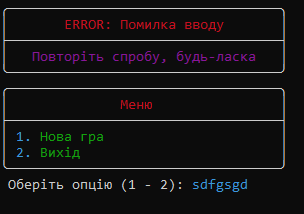 ERROR: Помилка вводу
Повторіть спробу, будь-ласка
Меню
1. Нова гра
2. Вихід
Оберіть опцію (1 - 2): sdfgsgd